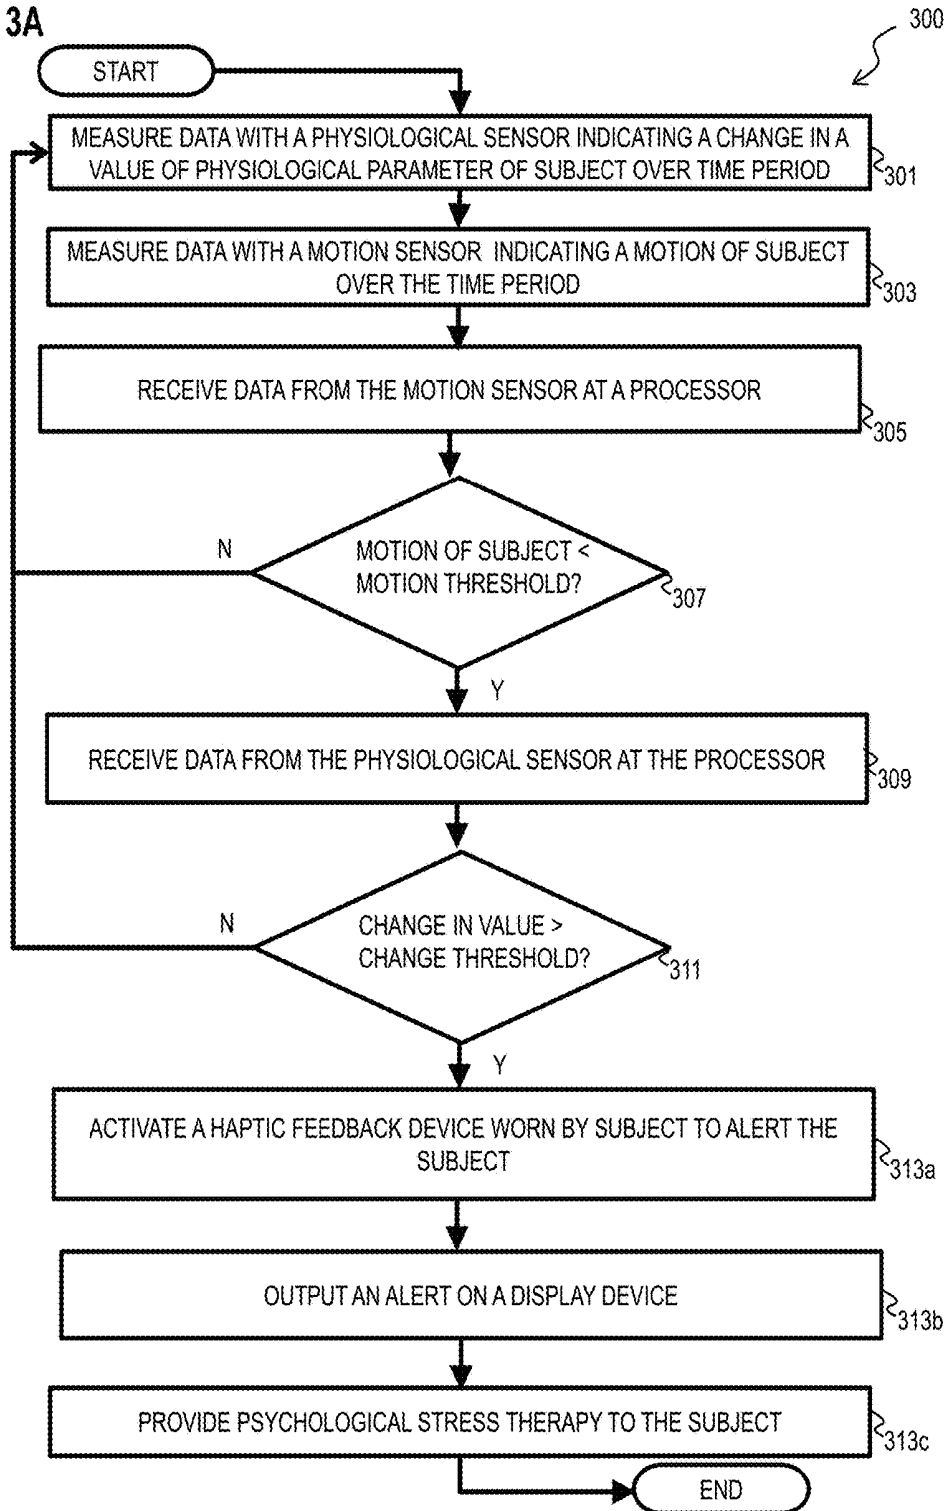 3A
300
START
MEASURE DATA WITH A PHYSIOLOGICAL SENSOR INDICATING A CHANGE IN A
VALUE OF PHYSIOLOGICAL PARAMETER OF SUBJECT OVER TIME PERIOD
301
MEASURE DATA WITH A MOTION SENSOR INDICATING A MOTION OF SUBJECT
OVER THE TIME PERIOD
303
RECEIVE DATA FROM THE MOTION SENSOR AT A PROCESSOR
305
N
MOTION OF SUBJECT <
MOTION THRESHOLD?
307
Y
RECEIVE DATA FROM THE PHYSIOLOGICAL SENSOR AT THE PROCESSOR
309
N
CHANGE IN VALUE >
CHANGE THRESHOLD?
311
Y
ACTIVATE A HAPTIC FEEDBACK DEVICE WORN BY SUBJECT TO ALERT THE
SUBJECT
313a
OUTPUT AN ALERT ON A DISPLAY DEVICE
313b
PROVIDE PSYCHOLOGICAL STRESS THERAPY TO THE SUBJECT
313c
END